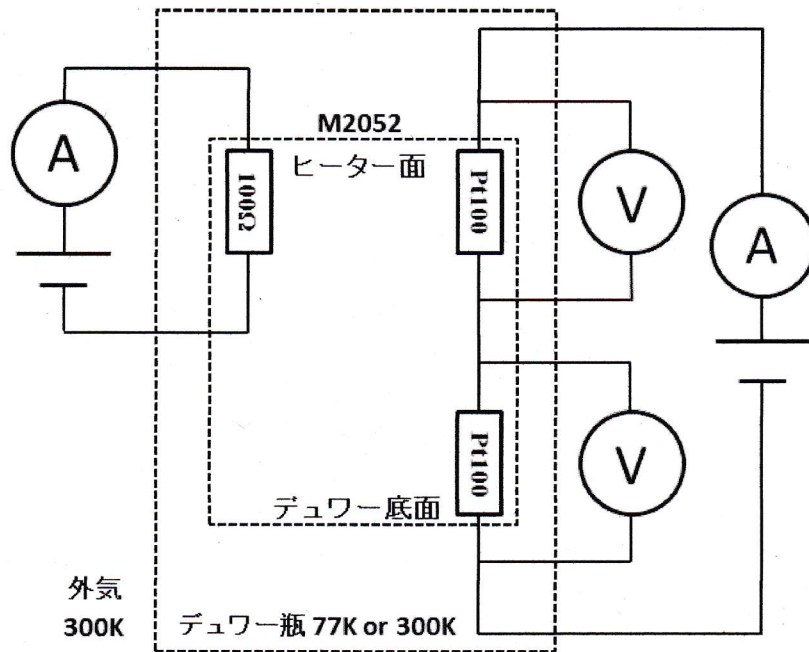 M2052
A
ヒーター面
100Ω
Pt100
V
A
Pt100
V
デュワー底面
外気
300K
デュワー瓶 77K or 300K